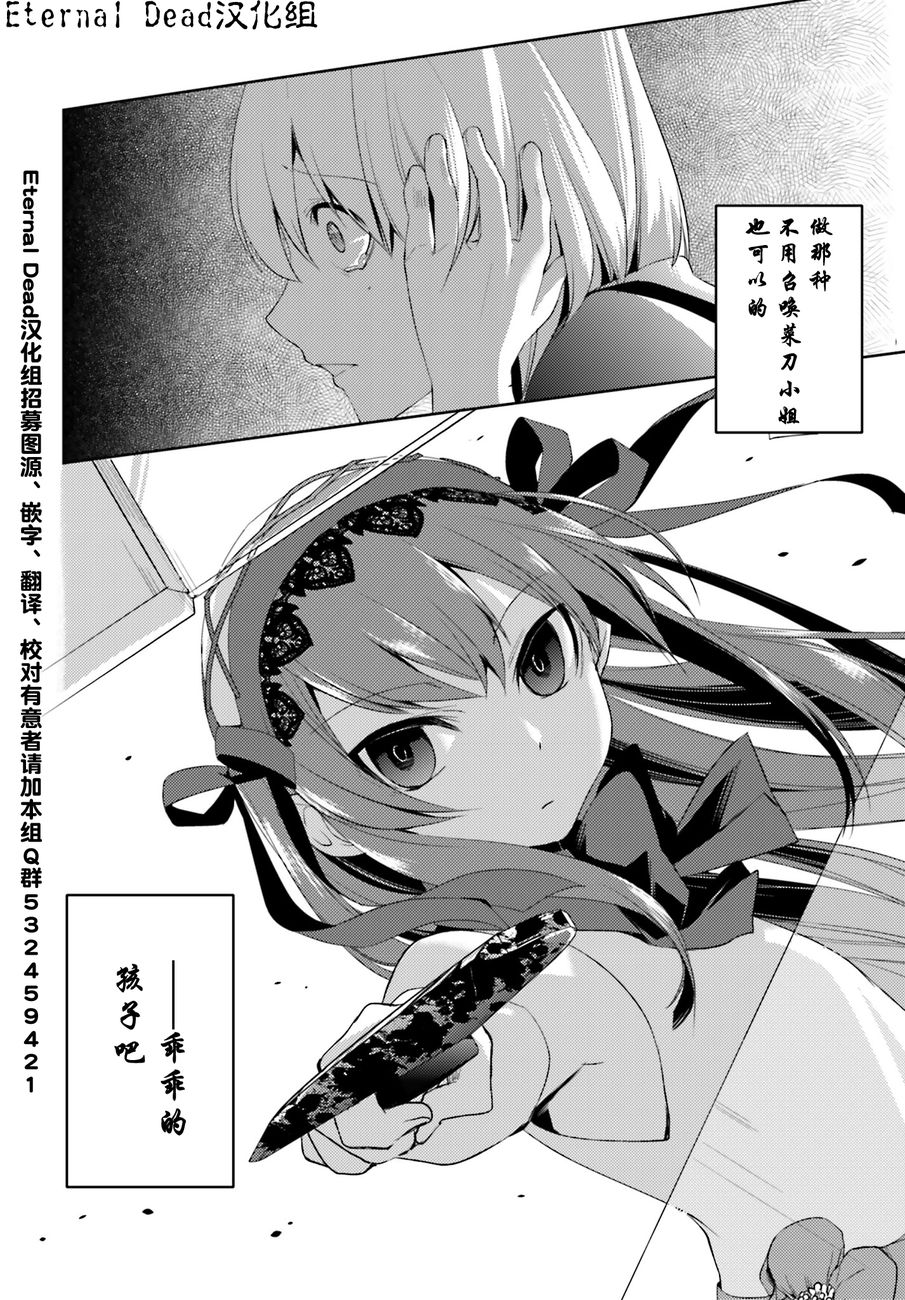 Eternal Dead汉化组
做那种
不用召唤菜刀小姐
也可以的
Eternal Dead汉化组招募图源、嵌字、翻译、校对有意者请加本组Q群532459421
——乖乖的
孩子吧